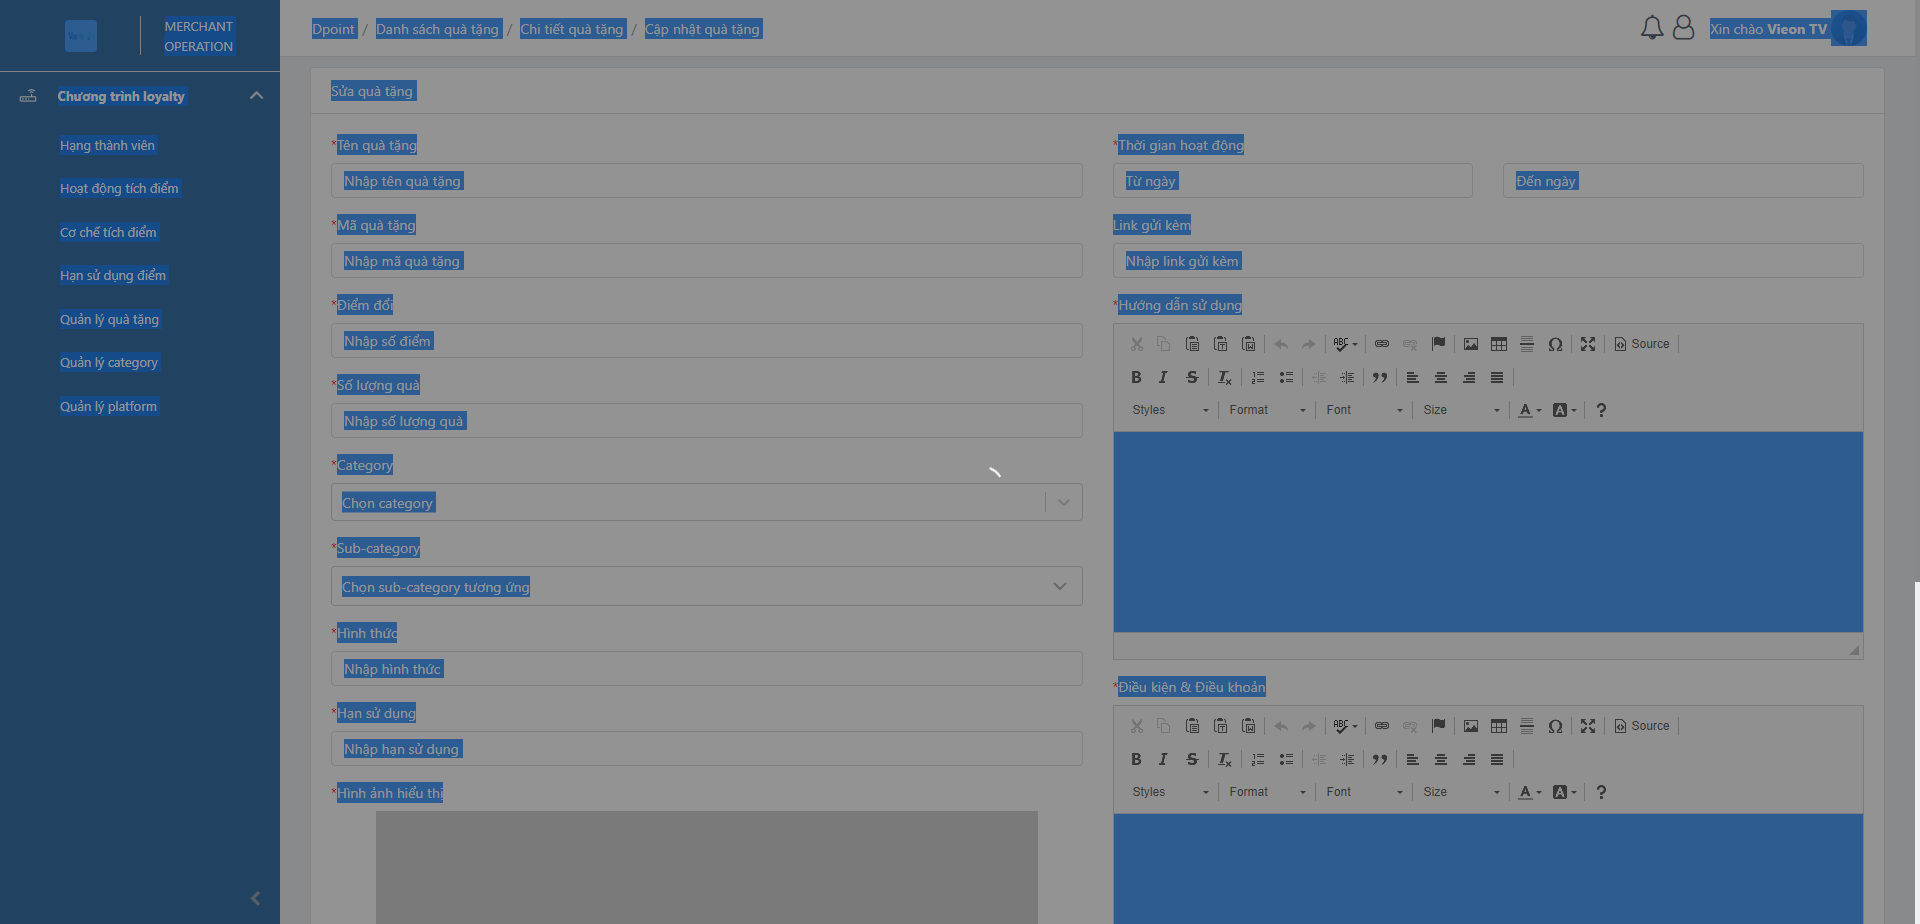 MERCHANT
OPERATION
Dpoint / Danh sách quà tặng / Chi tiết quà tặng / Cập nhật quà tặng
Xin chào Vieon TV
Chương trình loyalty
Hạng thành viên
Hoạt động tích điểm
Cơ chế tích điểm
Hạn sử dụng điểm
Quản lý quà tặng
Quản lý category
Quản lý platform
Sửa quà tặng
*Tên quà tặng
Nhập tên quà tặng
*Mã quà tặng
Nhập mã quà tặng
*Điểm đổi
Nhập số điểm
*Số lượng quà
Nhập số lượng quà
*Category
Chọn category
*Sub-category
Chọn sub-category tương ứng
*Hình thức
Nhập hình thức
*Hạn sử dụng
Nhập hạn sử dụng
*Hình ảnh hiểu thị
*Thời gian hoạt động
Từ ngày
Đến ngày
Link gửi kèm
Nhập link gửi kèm
*Hướng dẫn sử dụng
Source
Styles Format Font Size
*Điều kiện & Điều khoản
Source
Styles Format Font Size